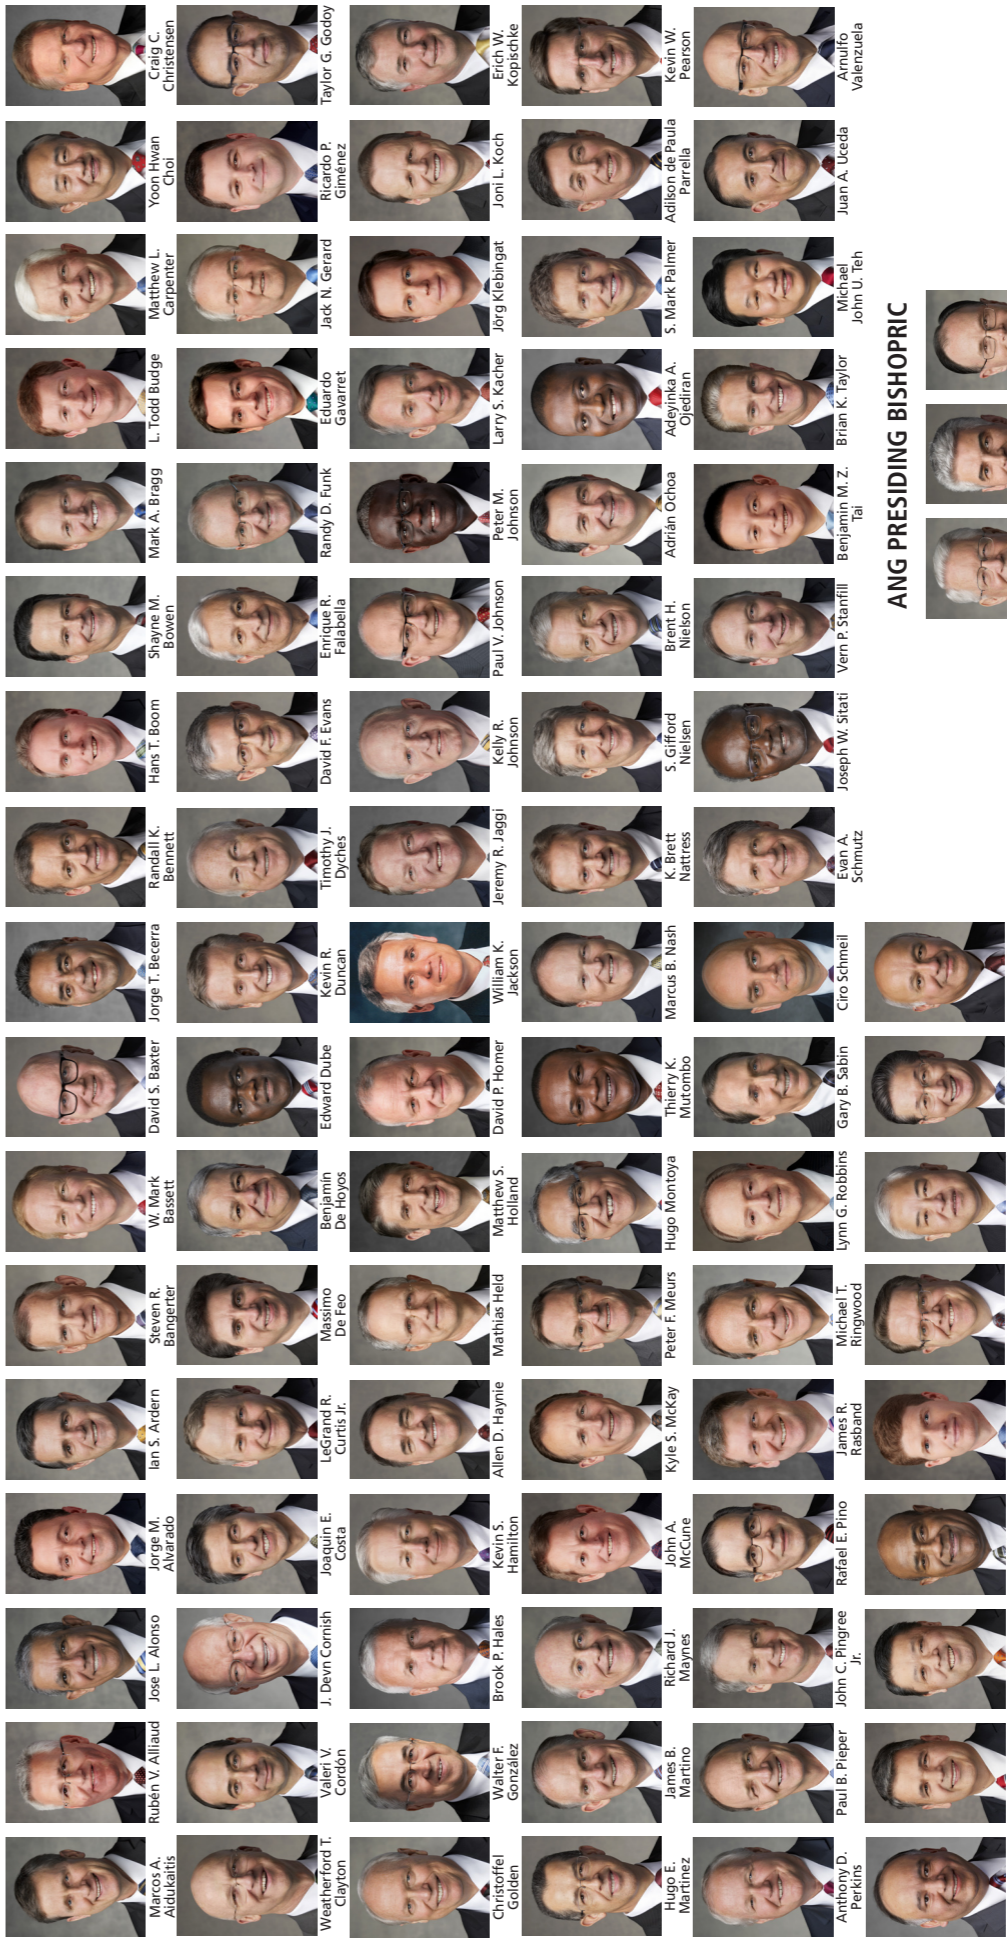 Marcos A.
Aidukaitis
Rubén V. Alliaud
Jose L. Alonso
Jorge M.
Alvarado
Ian S. Ardern
Steven R.
Bangerter
W. Mark
Bassett
David S. Baxter
Jorge T. Becerra
Randall K.
Bennett
Hans T. Boom
Shayne M.
Bowen
Mark A. Bragg
L. Todd Budge
Matthew L.
Carpenter
Yoon Hwan
Choi
Craig C.
Christensen
Weatherford T.
Clayton
Valeri V.
Cordón
J. Devn Cornish
Joaquin E.
Costa
LeGrand R.
Curtis Jr.
Massimo
De Feo
Benjamin
De Hoyos
Edward Dube
Kevin R.
Duncan
Timothy J.
Dyches
David F. Evans
Enrique R.
Falabella
Randy D. Funk
Eduardo
Gavarret
Jack N. Gerard
Ricardo P.
Giménez
Taylor G. Godoy
Christoffel
Golden
Walter F.
González
Brook P. Hales
Kevin S.
Hamilton
Allen D. Haynie
Mathias Held
Matthew S.
Holland
David P. Homer
William K.
Jackson
Jeremy R. Jaggi
Kelly R.
Johnson
Paul V. Johnson
Peter M.
Johnson
Larry S. Kacher
Jörg Klebingat
Joni L. Koch
Erich W.
Kopischke
Hugo E.
Martinez
James B.
Martino
Richard J.
Maynes
John A.
McCune
Kyle S. McKay
Peter F. Meurs
Hugo Montoya
Thierry K.
Mutombo
Marcus B. Nash
K. Brett
Nattress
S. Gifford
Nielsen
Brent H.
Nielson
Adrián Ochoa
Adeyinka A.
Ojediran
S. Mark Palmer
Adilson de Paula
Parrella
Kevin W.
Pearson
Anthony D.
Perkins
Paul B. Pieper
John C. Pingree
Jr.
Rafael E. Pino
James R.
Rasband
Michael T.
Ringwood
Lynn G. Robbins
Gary B. Sabin
Ciro Schmeil
Evan A.
Schmutz
Joseph W. Sitati
Vern P. Stanfill
Benjamin M. Z.
Tai
Brian K. Taylor
Michael
John U. Teh
Juan A. Uceda
Arnulfo
Valenzuela
ANG PRESIDING BISHOPRIC